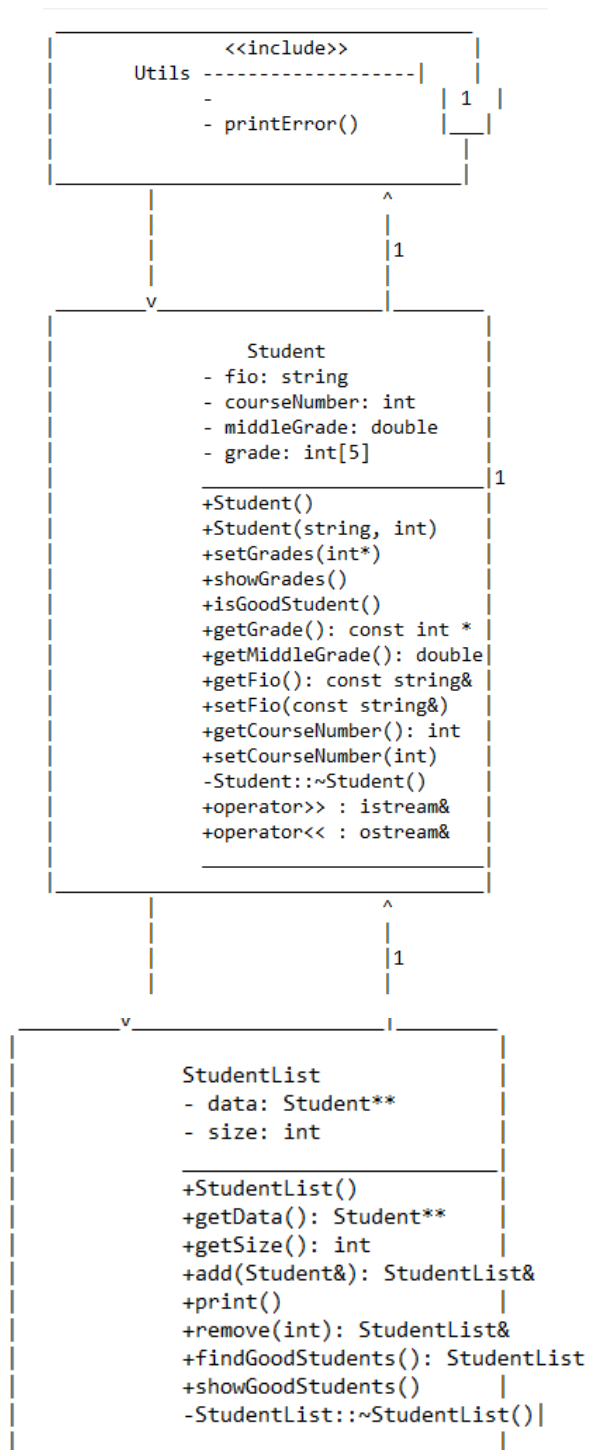 <<include>>
Utils -------------------|
-
1
- printError()
1
v
^
Student
- fio: string
- courseNumber: int
- middleGrade: double
- grade: int[5]
1
+Student()
+Student(string, int)
+setGrades(int*)
+showGrades()
+isGoodStudent()
+getGrade(): const int *
+getMiddleGrade(): double
+getFio(): const string&
+setFio(const string&)
+getCourseNumber(): int
+setCourseNumber(int)
-Student::~Student()
+operator>> : istream&
+operator<< : ostream&
^
1
v
StudentList
- data: Student**
- size: int
+StudentList()
+getData(): Student**
+getSize(): int
+add(Student&): StudentList&
+print()
+remove(int): StudentList&
+findGoodStudents(): StudentList
+showGoodStudents()
-StudentList::~StudentList()|